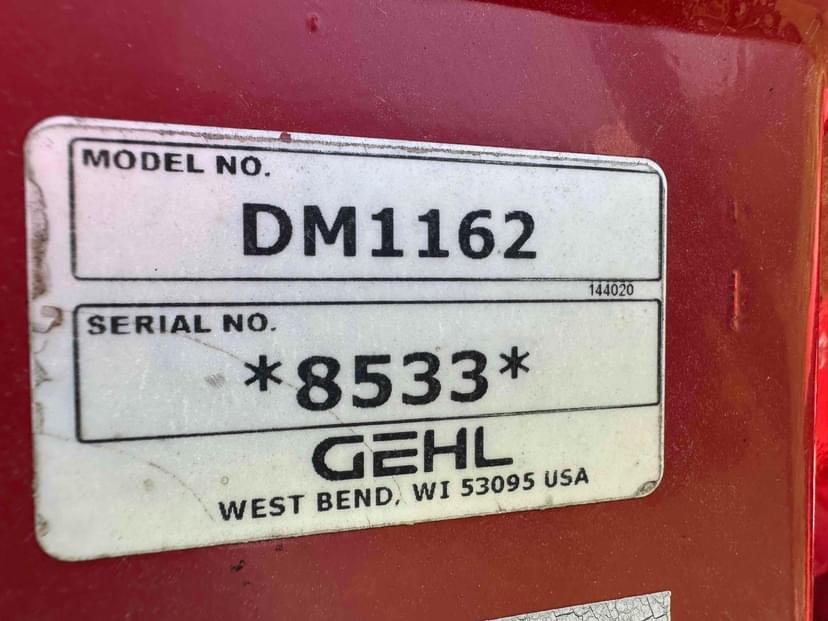 MODEL NO.
DM1162
144020
SERIAL NO.
*8533*
GEHL
WEST BEND, WI 53095 USA